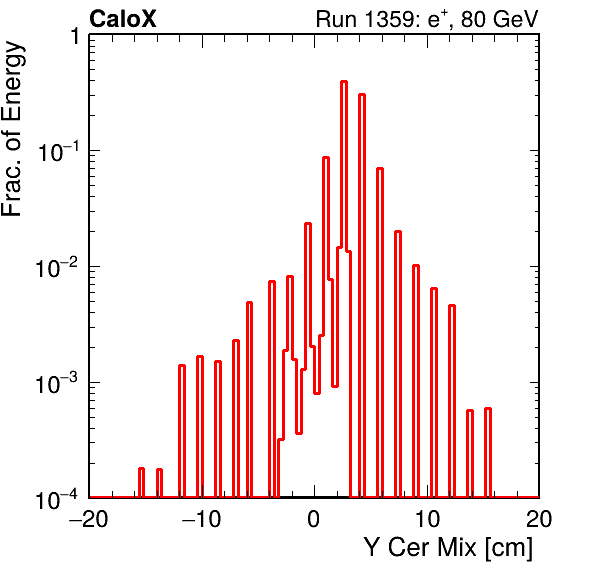 CaloX Run 1359: e⁺, 80 GeV
Frac. of Energy
1
10⁻¹
10⁻²
10⁻³
10⁻⁴
−20 −10 0 10 20
Y Cer Mix [cm]